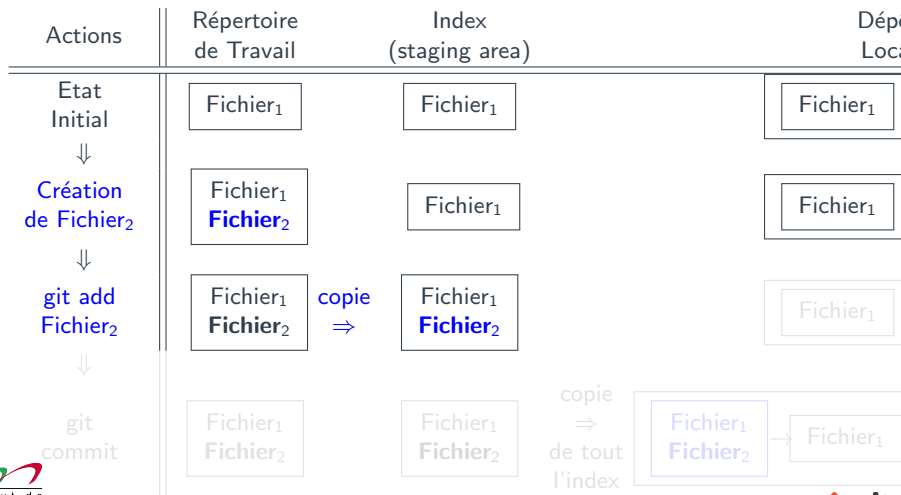 Actions
Répertoire
de Travail
Index
(staging area)
Dépô
Loca
Etat
Initial
Fichier₁
Fichier₁
Fichier₁
⇓
Création
de Fichier₂
Fichier₁
Fichier₂
Fichier₁
Fichier₁
⇓
git add
Fichier₂
Fichier₁
Fichier₂
copie
⇒
Fichier₁
Fichier₂
Fichier₁
⇓
git
commit
Fichier₁
Fichier₂
Fichier₁
Fichier₂
copie
⇒
de tout
l'index
Fichier₁
Fichier₂
→
Fichier₁